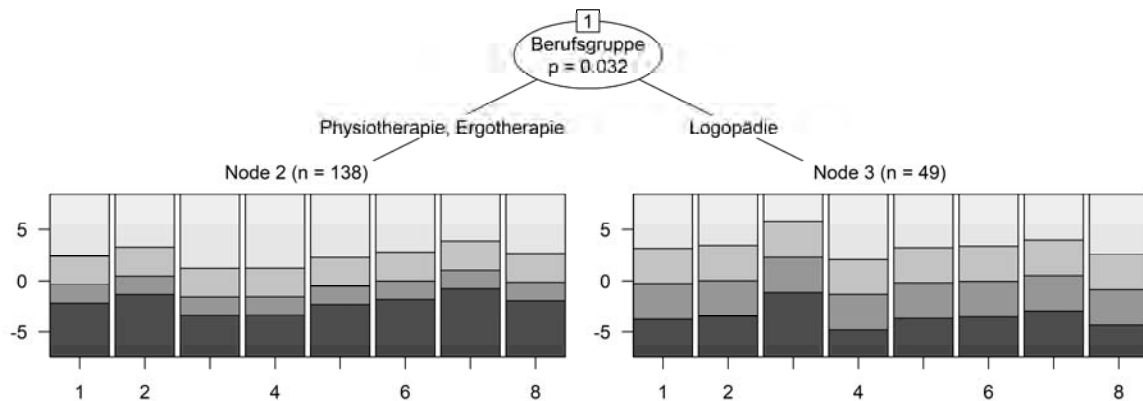 1
Berufsgruppe
p = 0.032
Physiotherapie, Ergotherapie
Logopädie
Node 2 (n = 138)
Node 3 (n = 49)
5
0
-5
1
2
4
6
8
5
0
-5
1
2
4
6
8